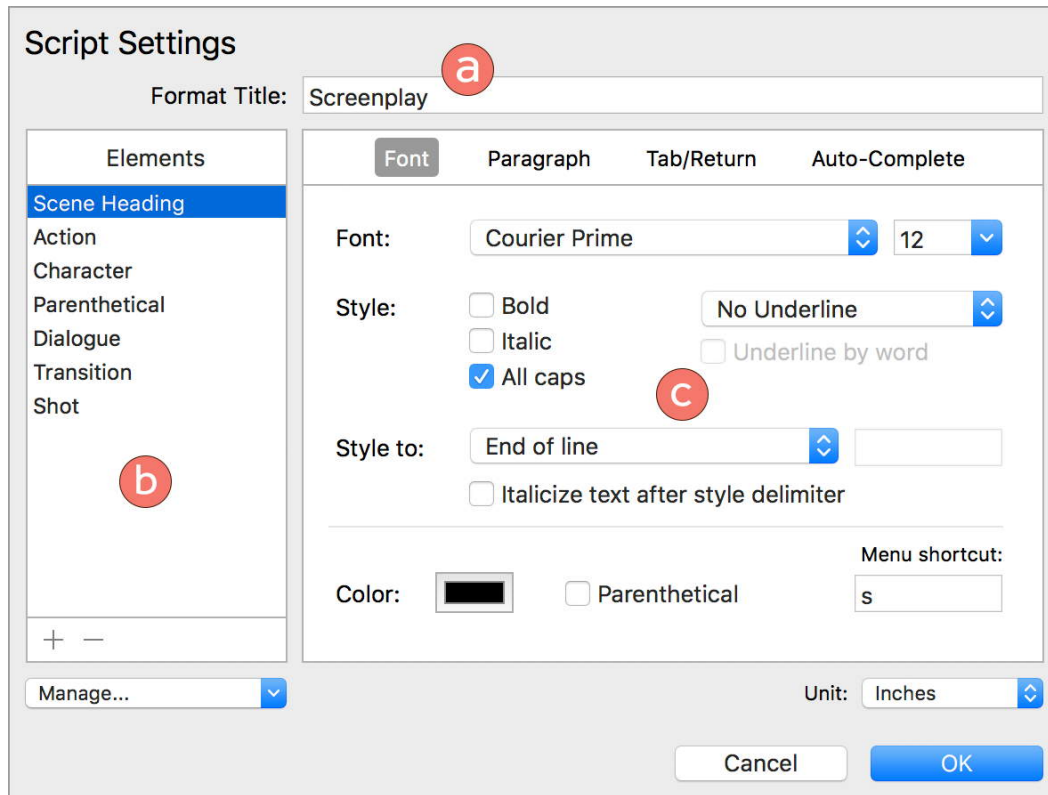 Script Settings
a
Format Title: Screenplay
Elements
Scene Heading
Action
Character
Parenthetical
Dialogue
Transition
Shot
b
+ −
Manage...
Font Paragraph Tab/Return Auto-Complete
Font: Courier Prime 12
Style: Bold No Underline
Italic Underline by word
All caps
c
Style to: End of line
Italicize text after style delimiter
Menu shortcut:
Color: Parenthetical s
Unit: Inches
Cancel OK